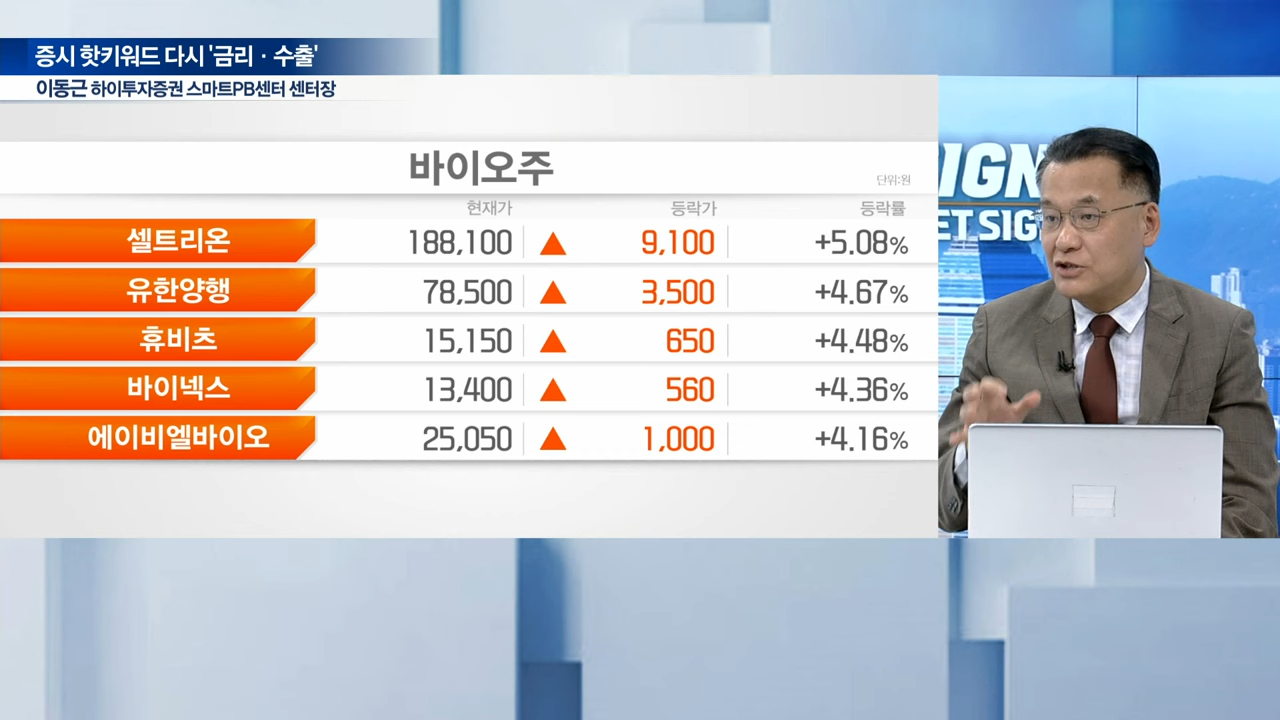 증시 핫키워드 다시 '금리 · 수출'
이동근 하이투자증권 스마트PB센터 센터장
바이오주
단위:원
현재가 등락가 등락률
셀트리온 188,100 ▲ 9,100 +5.08%
유한양행 78,500 ▲ 3,500 +4.67%
휴비츠 15,150 ▲ 650 +4.48%
바이넥스 13,400 ▲ 560 +4.36%
에이비엘바이오 25,050 ▲ 1,000 +4.16%
IGN
ET SIG